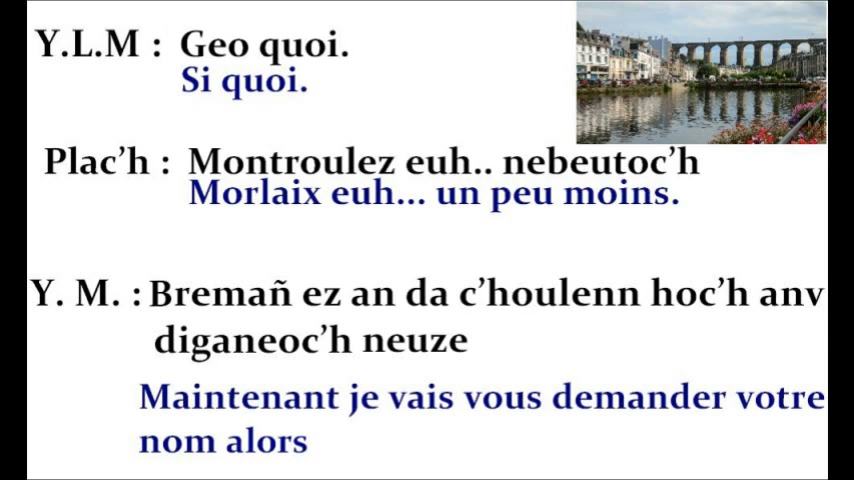 Y.L.M : Geo quoi.
Si quoi.
Plac'h : Montroulez euh.. nebeutoc'h
Morlaix euh... un peu moins.
Y. M. : Bremañ ez an da c'houlenn hoc'h anv
diganeoc'h neuze
Maintenant je vais vous demander votre
nom alors